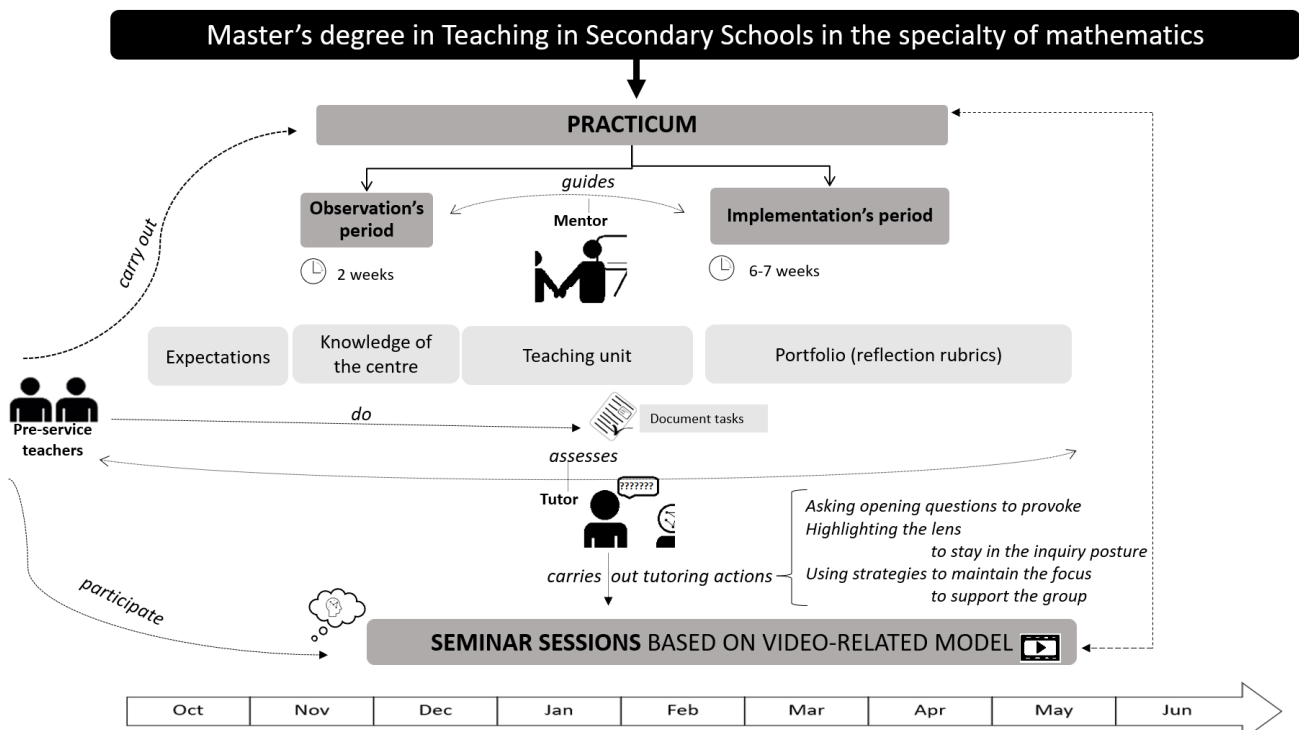 Master's degree in Teaching in Secondary Schools in the specialty of mathematics
PRACTICUM
guides
Observation's
period
Mentor
Implementation's period
2 weeks
6-7 weeks
carry out
Expectations
Knowledge of
the centre
Teaching unit
Portfolio (reflection rubrics)
Pre-service
teachers
do
Document tasks
assesses
Tutor
???????
Asking opening questions to provoke
Highlighting the lens
to stay in the inquiry posture
carries out tutoring actions
Using strategies to maintain the focus
to support the group
participate
SEMINAR SESSIONS BASED ON VIDEO-RELATED MODEL
Oct Nov Dec Jan Feb Mar Apr May Jun